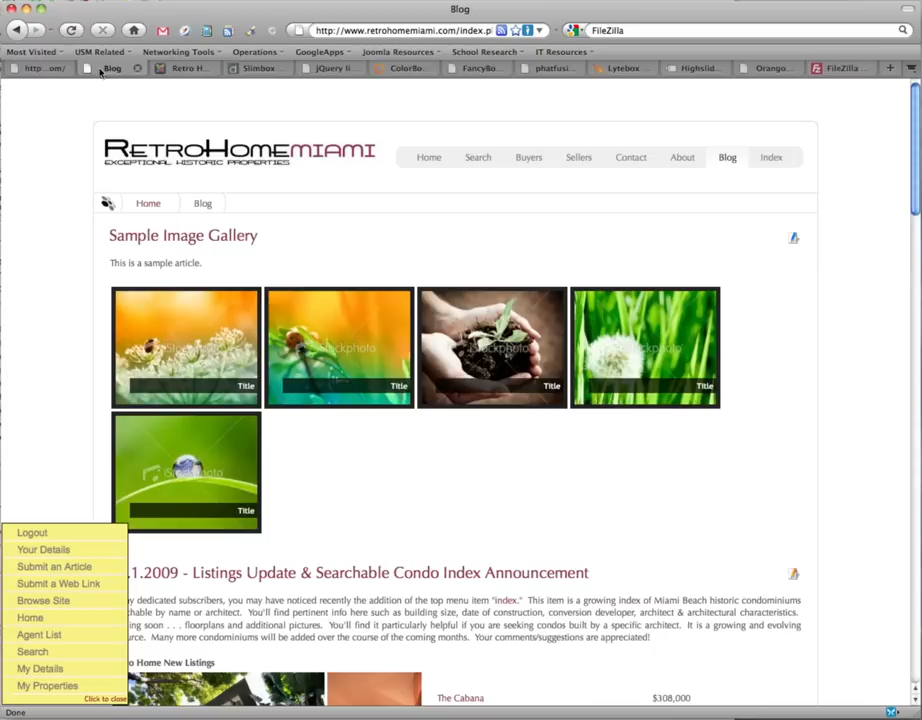 Blog
http://www.retrohomemiami.com/index.p
FileZilla
Most Visited USM Related Networking Tools Operations GoogleApps Joomla Resources School Research IT Resources
http...om/ Blog Retro H... Slimbox ... jQuery li... ColorBo... FancyBo... phatfusi... Lytebox ... Highslid... Orango... FileZilla ...
RETROHOMEMIAMI
EXCEPTIONAL HISTORIC PROPERTIES
Home Search Buyers Sellers Contact About Blog Index
Home Blog
Sample Image Gallery
This is a sample article.
iStockphoto
Title Title Title Title
Title
Logout
Your Details
Submit an Article
Submit a Web Link
Browse Site
Home
Agent List
Search
My Details
My Properties
Click to close
.1.2009 - Listings Update & Searchable Condo Index Announcement
y dedicated subscribers, you may have noticed recently the addition of the top menu item "index." This item is a growing index of Miami Beach historic condominiums
hable by name or architect. You'll find pertinent info here such as building size, date of construction, conversion developer, architect & architectural characteristics.
ng soon . . . floorplans and additional pictures. You'll find it particularly helpful if you are seeking condos built by a specific architect. It is a growing and evolving
urce. Many more condominiums will be added over the course of the coming months. Your comments/suggestions are appreciated!
ro Home New Listings
The Cabana $308,000
Done